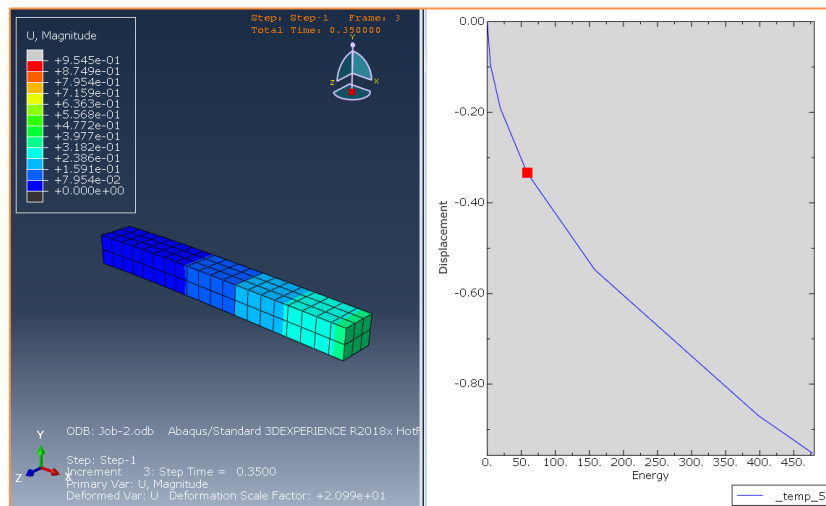 Step: Step-1 Frame: 3
Total Time: 0.350000
U, Magnitude
+9.545e-01
+8.749e-01
+7.954e-01
+7.159e-01
+6.363e-01
+5.568e-01
+4.772e-01
+3.977e-01
+3.182e-01
+2.386e-01
+1.591e-01
+7.954e-02
+0.000e+00
Y
Z
X
ODB: Job-2.odb Abaqus/Standard 3DEXPERIENCE R2018x HotF
Y
Z
X
Step: Step-1
Increment 3: Step Time = 0.3500
Primary Var: U, Magnitude
Deformed Var: U Deformation Scale Factor: +2.099e+01
0.00
-0.20
-0.40
-0.60
-0.80
Displacement
0. 50. 100. 150. 200. 250. 300. 350. 400. 450.
Energy
_temp_5